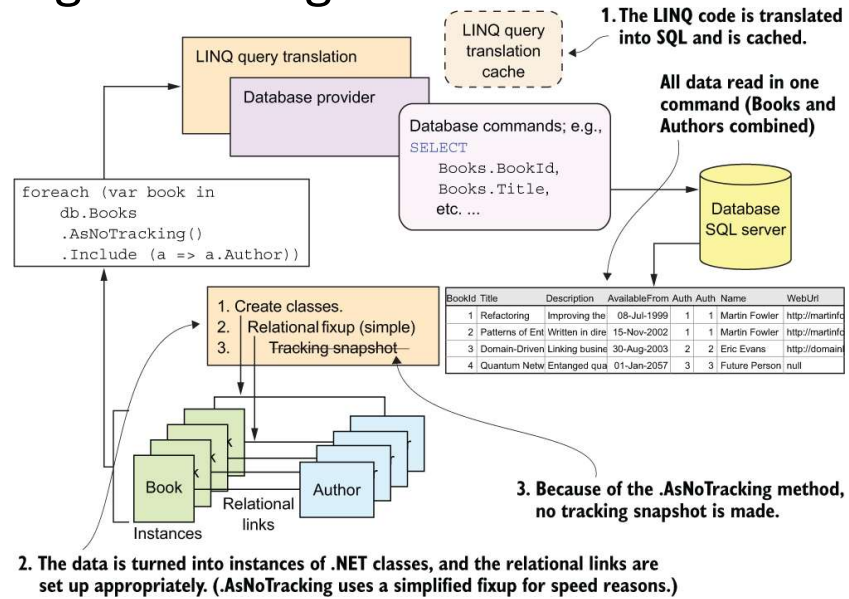 1. The LINQ code is translated
into SQL and is cached.
LINQ query
translation
cache
LINQ query translation
Database provider
All data read in one
command (Books and
Authors combined)
Database commands; e.g.,
SELECT
Books.BookId,
Books.Title,
etc. ...
Database
SQL server
foreach (var book in
db.Books
.AsNoTracking()
.Include (a => a.Author))
1. Create classes.
2. Relational fixup (simple)
3. Tracking snapshot
BookId Title Description AvailableFrom Auth Auth Name WebUrl
1 Refactoring Improving the 08-Jul-1999 1 1 Martin Fowler http://martinfo
2 Patterns of Ent Written in dire 15-Nov-2002 1 1 Martin Fowler http://martinfo
3 Domain-Driven Linking busine 30-Aug-2003 2 2 Eric Evans http://domainl
4 Quantum Netw Entanged qua 01-Jan-2057 3 3 Future Person null
Book
Author
Relational
links
Instances
3. Because of the .AsNoTracking method,
no tracking snapshot is made.
2. The data is turned into instances of .NET classes, and the relational links are
set up appropriately. (.AsNoTracking uses a simplified fixup for speed reasons.)